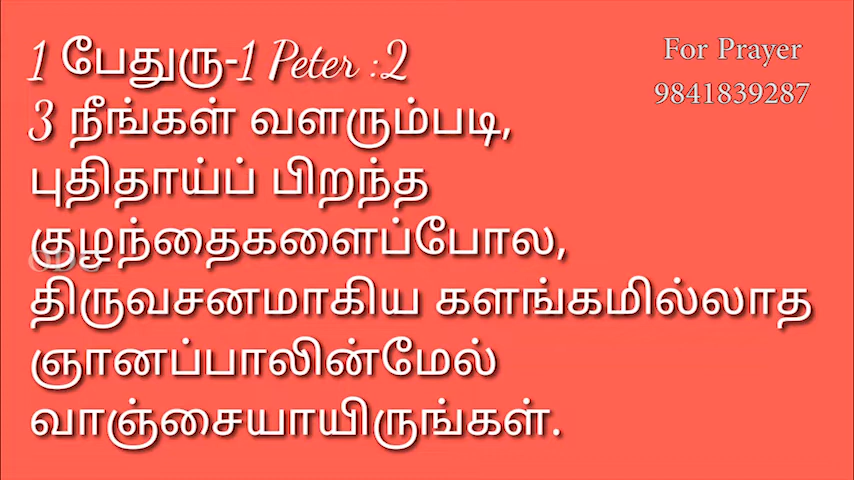 1 பேதுரு-1 Peter :2
For Prayer
9841839287
3 நீங்கள் வளரும்படி,
புதிதாய்ப் பிறந்த
குழந்தைகளைப்போல,
திருவசனமாகிய களங்கமில்லாத
ஞானப்பாலின்மேல்
வாஞ்சையாயிருங்கள்.